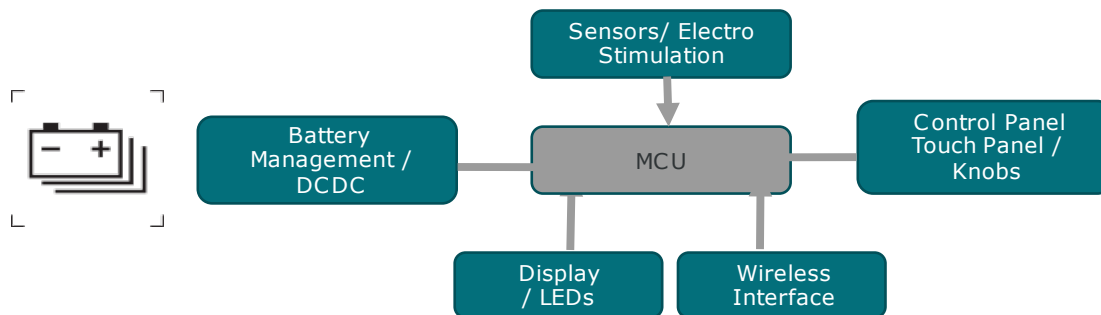 Sensors/ Electro
Stimulation
Battery
Management /
DCDC
MCU
Control Panel
Touch Panel /
Knobs
Display
/ LEDs
Wireless
Interface